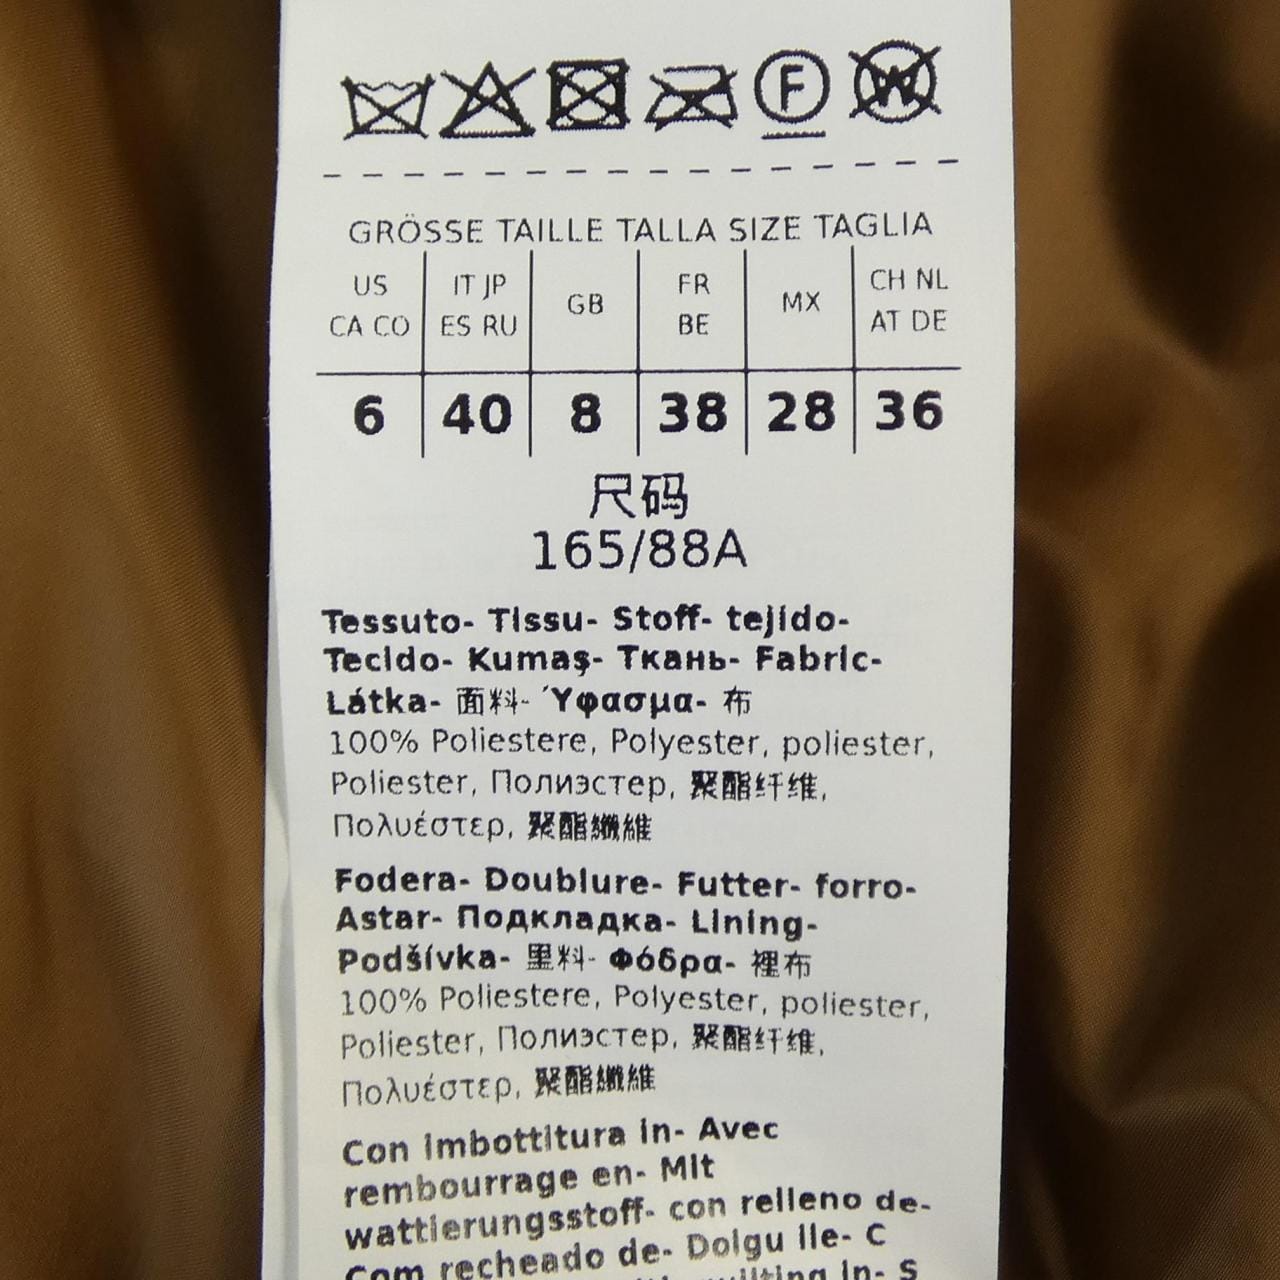 F W
GRÖSSE TAILLE TALLA SIZE TAGLIA
US CA CO | IT JP ES RU | GB | FR BE | MX | CH NL AT DE
6 40 8 38 28 36
尺码
165/88A
Tessuto- Tissu- Stoff- tejido-
Tecido- Kumaş- Ткань- Fabric-
Látka- 面料- Ύφασμα- 布
100% Poliestere, Polyester, poliester,
Poliester, Полиэстер, 聚酯纤维,
Πολυέστερ, 聚酯纖維
Fodera- Doublure- Futter- forro-
Astar- Подкладка- Lining-
Podšívka- 里料- Φόδρα- 裡布
100% Poliestere, Polyester, poliester,
Poliester, Полиэстер, 聚酯纤维,
Πολυέστερ, 聚酯纖維
Con imbottitura in- Avec
rembourrage en- Mit
wattierungsstoff- con relleno de-
Com recheado de- Dolgu ile- С
quilting in- S